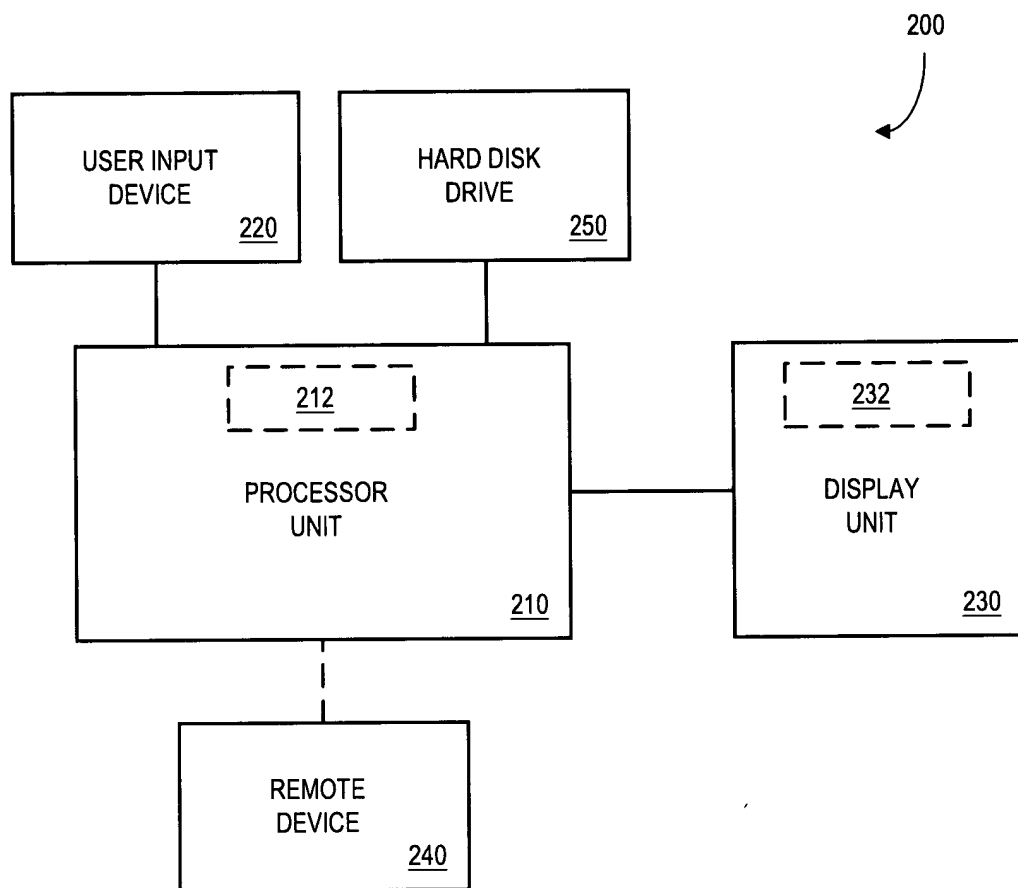 200
USER INPUT
DEVICE
220
HARD DISK
DRIVE
250
212
PROCESSOR
UNIT
210
232
DISPLAY
UNIT
230
REMOTE
DEVICE
240